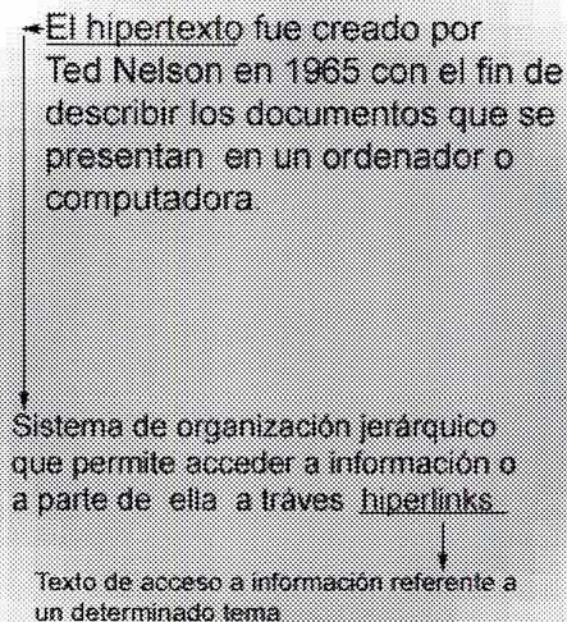 El hipertexto fue creado por
Ted Nelson en 1965 con el fin de
describir los documentos que se
presentan en un ordenador o
computadora.
Sistema de organización jerárquico
que permite acceder a información o
a parte de ella a tráves hiperlinks
Texto de acceso a información referente a
un determinado tema